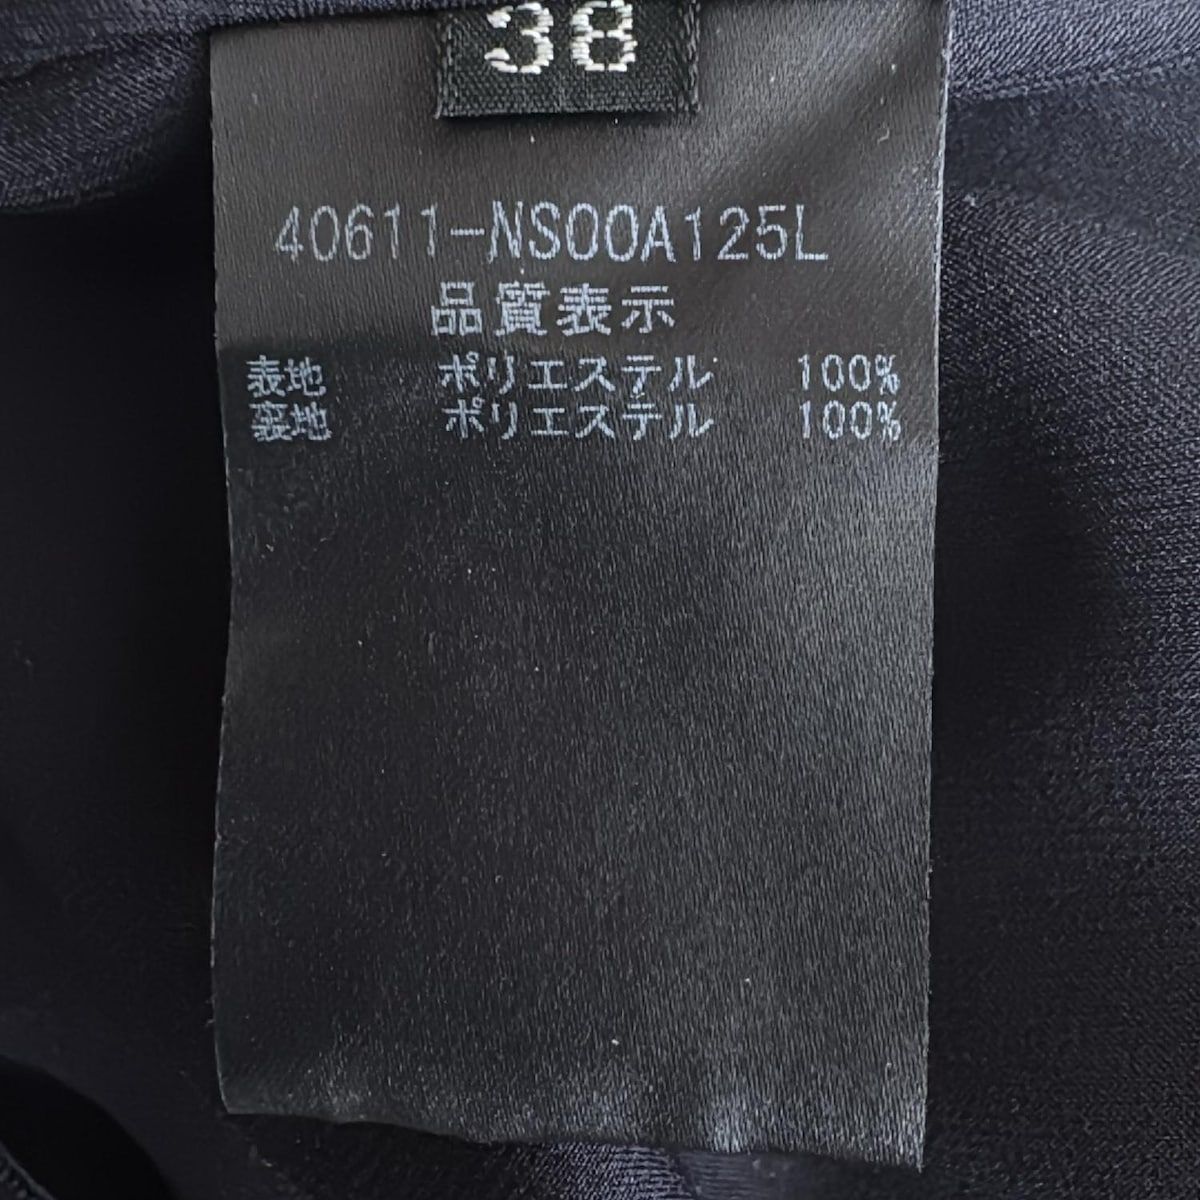 38
40611-NS00A125L
品質表示
表地 ポリエステル 100%
裏地 ポリエステル 100%